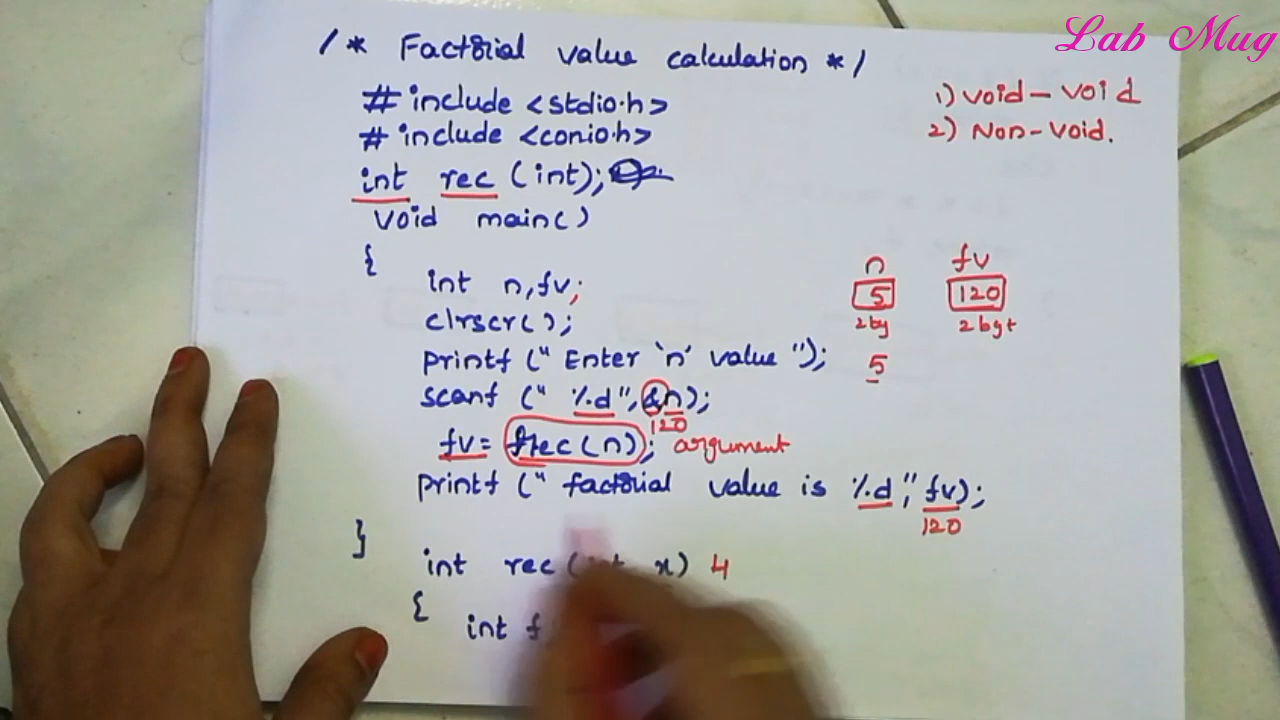 Lab Mug
/* Factorial value calculation */
# include <stdio.h>
# include <conio.h>
int rec (int);
void main()
{
int n,fv;
clrscr();
printf (" Enter 'n' value ");
scanf (" %d", &n);
120
fv= rec(n); argument
printf (" factorial value is %d", fv);
120
}
int rec (int x) 4
{
int f
1) void - void
2) Non-void.
n fv
5 120
2by 2byt
5